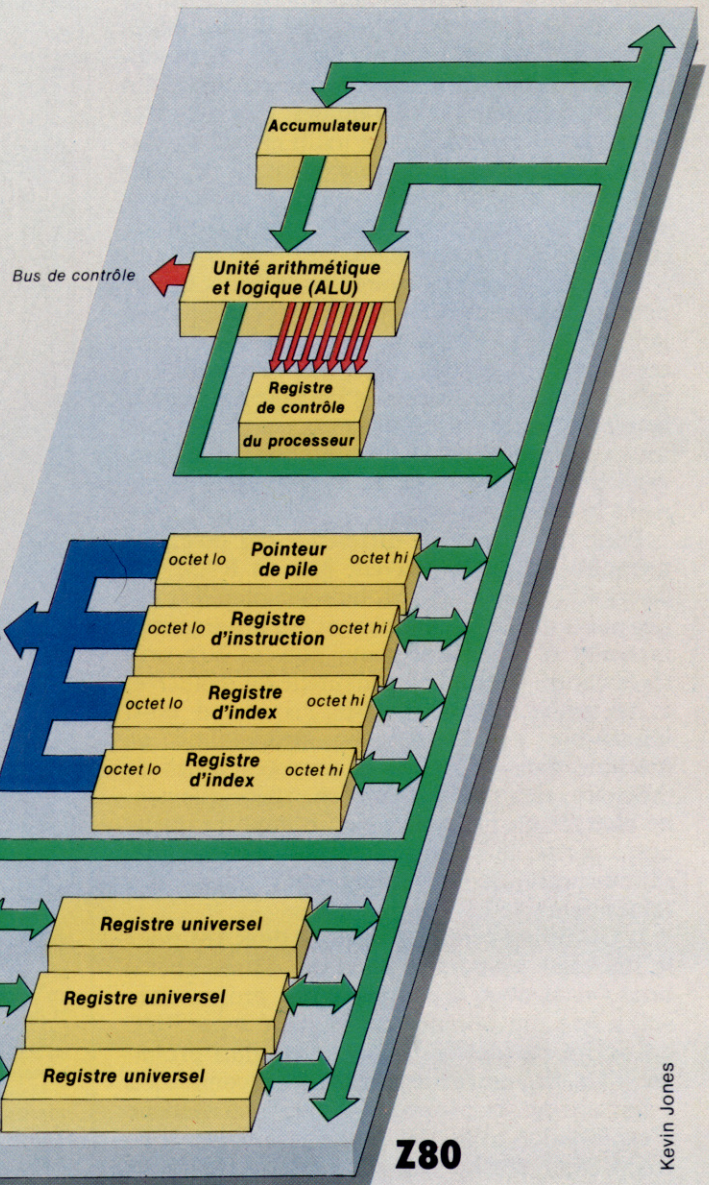 Accumulateur
Bus de contrôle
Unité arithmétique
et logique (ALU)
Registre
de contrôle
du processeur
octet lo Pointeur de pile octet hi
octet lo Registre d'instruction octet hi
octet lo Registre d'index octet hi
octet lo Registre d'index octet hi
Registre universel
Registre universel
Registre universel
Z80
Kevin Jones